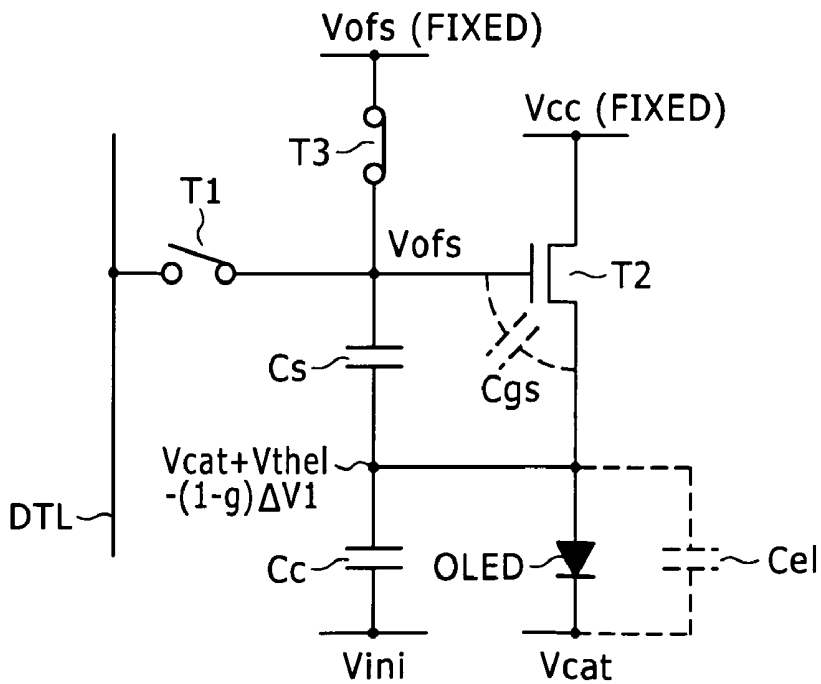 Vofs (FIXED)
Vcc (FIXED)
T3
T1
Vofs
T2
Cs
Cgs
Vcat+Vthel
-(1-g)ΔV1
DTL
Cc
OLED
Cel
Vini
Vcat